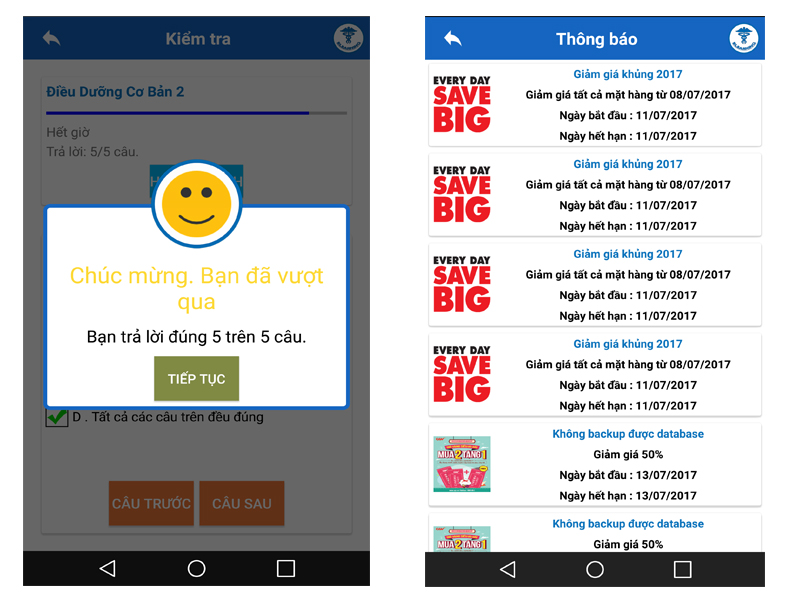 Kiểm tra
Điều Dưỡng Cơ Bản 2
Hết giờ
Trả lời: 5/5 câu.
Chúc mừng. Bạn đã vượt
qua
Bạn trả lời đúng 5 trên 5 câu.
TIẾP TỤC
D . Tất cả các câu trên đều đúng
CÂU TRƯỚC
CÂU SAU
Thông báo
EVERY DAY
SAVE
BIG
Giảm giá khủng 2017
Giảm giá tất cả mặt hàng từ 08/07/2017
Ngày bắt đầu : 11/07/2017
Ngày hết hạn : 11/07/2017
EVERY DAY
SAVE
BIG
Giảm giá khủng 2017
Giảm giá tất cả mặt hàng từ 08/07/2017
Ngày bắt đầu : 11/07/2017
Ngày hết hạn : 11/07/2017
EVERY DAY
SAVE
BIG
Giảm giá khủng 2017
Giảm giá tất cả mặt hàng từ 08/07/2017
Ngày bắt đầu : 11/07/2017
Ngày hết hạn : 11/07/2017
EVERY DAY
SAVE
BIG
Giảm giá khủng 2017
Giảm giá tất cả mặt hàng từ 08/07/2017
Ngày bắt đầu : 11/07/2017
Ngày hết hạn : 11/07/2017
MUA 2 TẶNG 1
Không backup được database
Giảm giá 50%
Ngày bắt đầu : 13/07/2017
Ngày hết hạn : 13/07/2017
MUA 2 TẶNG 1
Không backup được database
Giảm giá 50%